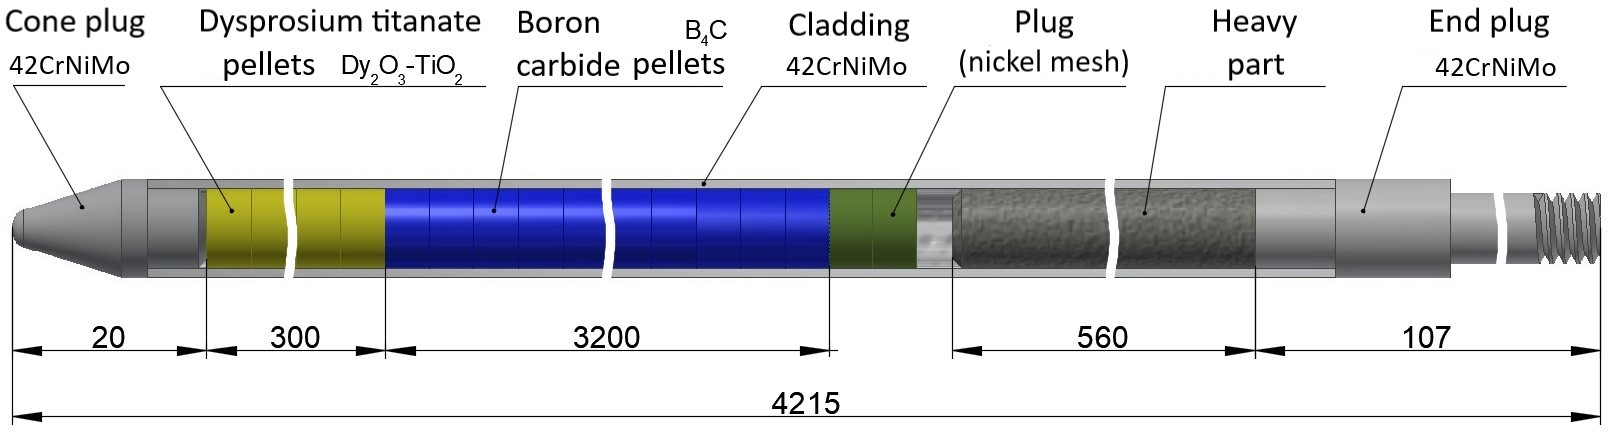 Cone plug
42CrNiMo
Dysprosium titanate
pellets Dy₂O₃-TiO₂
Boron B₄C
carbide pellets
Cladding
42CrNiMo
Plug
(nickel mesh)
Heavy
part
End plug
42CrNiMo
20 300 3200 560 107
4215